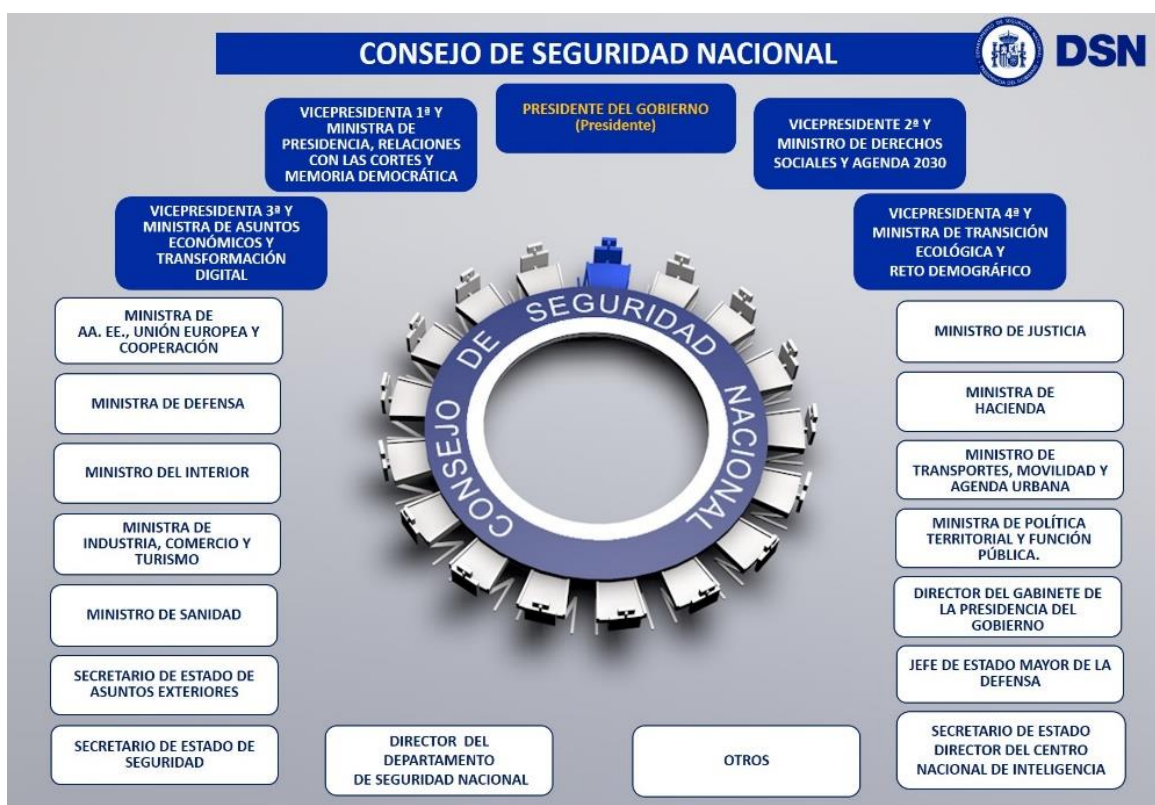 CONSEJO DE SEGURIDAD NACIONAL
DSN
PRESIDENTE DEL GOBIERNO
(Presidente)
VICEPRESIDENTA 1ª Y
MINISTRA DE
PRESIDENCIA, RELACIONES
CON LAS CORTES Y
MEMORIA DEMOCRÁTICA
VICEPRESIDENTE 2ª Y
MINISTRO DE DERECHOS
SOCIALES Y AGENDA 2030
VICEPRESIDENTA 3ª Y
MINISTRA DE ASUNTOS
ECONÓMICOS Y
TRANSFORMACIÓN
DIGITAL
VICEPRESIDENTA 4ª Y
MINISTRA DE TRANSICIÓN
ECOLÓGICA Y
RETO DEMOGRÁFICO
MINISTRA DE
AA. EE., UNIÓN EUROPEA Y
COOPERACIÓN
MINISTRA DE DEFENSA
MINISTRO DEL INTERIOR
MINISTRA DE
INDUSTRIA, COMERCIO Y
TURISMO
MINISTRO DE SANIDAD
SECRETARIO DE ESTADO DE
ASUNTOS EXTERIORES
SECRETARIO DE ESTADO DE
SEGURIDAD
CONSEJO DE SEGURIDAD NACIONAL
MINISTRO DE JUSTICIA
MINISTRA DE
HACIENDA
MINISTRO DE
TRANSPORTES, MOVILIDAD Y
AGENDA URBANA
MINISTRA DE POLÍTICA
TERRITORIAL Y FUNCIÓN
PÚBLICA.
DIRECTOR DEL GABINETE DE
LA PRESIDENCIA DEL
GOBIERNO
JEFE DE ESTADO MAYOR DE LA
DEFENSA
SECRETARIO DE ESTADO
DIRECTOR DEL CENTRO
NACIONAL DE INTELIGENCIA
DIRECTOR DEL
DEPARTAMENTO
DE SEGURIDAD NACIONAL
OTROS